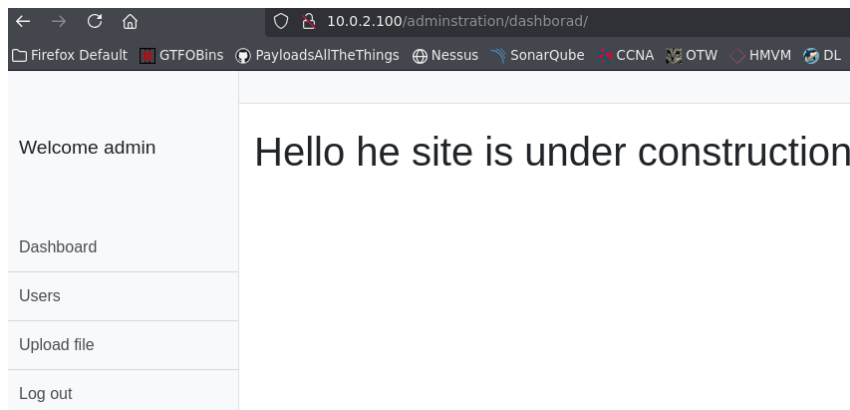 10.0.2.100/adminstration/dashborad/
Firefox Default GTFOBins PayloadsAllTheThings Nessus SonarQube CCNA OTW HMVM DL
Welcome admin
Hello he site is under construction
Dashboard
Users
Upload file
Log out